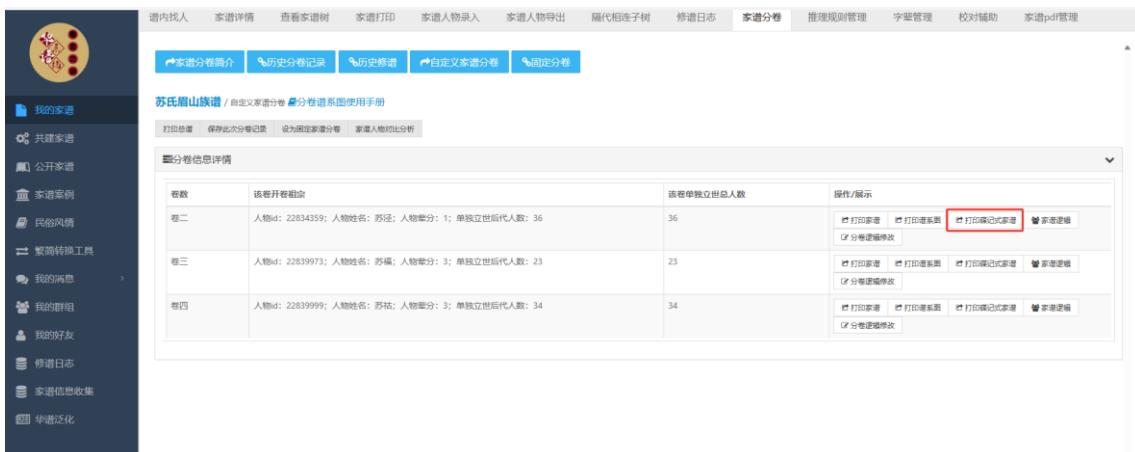 谱内找人 家谱详情 查看家谱树 家谱打印 家谱人物录入 家谱人物导出 隔代相连子树 修谱日志 家谱分卷 推理规则管理 字辈管理 校对辅助 家谱pdf管理
家谱分卷简介 历史分卷记录 历史修谱 自定义家谱分卷 固定分卷
苏氏眉山族谱 / 自定义家谱分卷 分卷谱系图使用手册
打印总谱 保存此次分卷记录 设为固定家谱分卷 家谱人物对比分析
分卷信息详情
卷数 该卷开卷祖宗 该卷单独立世总人数 操作/展示
卷二 人物id: 22834359; 人物姓名: 苏泾; 人物辈分: 1; 单独立世后代人数: 36 36 打印家谱 打印谱系图 打印牒记式家谱 家谱逻辑
分卷逻辑修改
卷三 人物id: 22839973; 人物姓名: 苏福; 人物辈分: 3; 单独立世后代人数: 23 23 打印家谱 打印谱系图 打印牒记式家谱 家谱逻辑
分卷逻辑修改
卷四 人物id: 22839999; 人物姓名: 苏祜; 人物辈分: 3; 单独立世后代人数: 34 34 打印家谱 打印谱系图 打印牒记式家谱 家谱逻辑
分卷逻辑修改
我的家谱
共建家谱
公开家谱
家谱案例
民俗风情
繁简转换工具
我的消息
我的群组
我的好友
修谱日志
家谱信息收集
华谱泛化